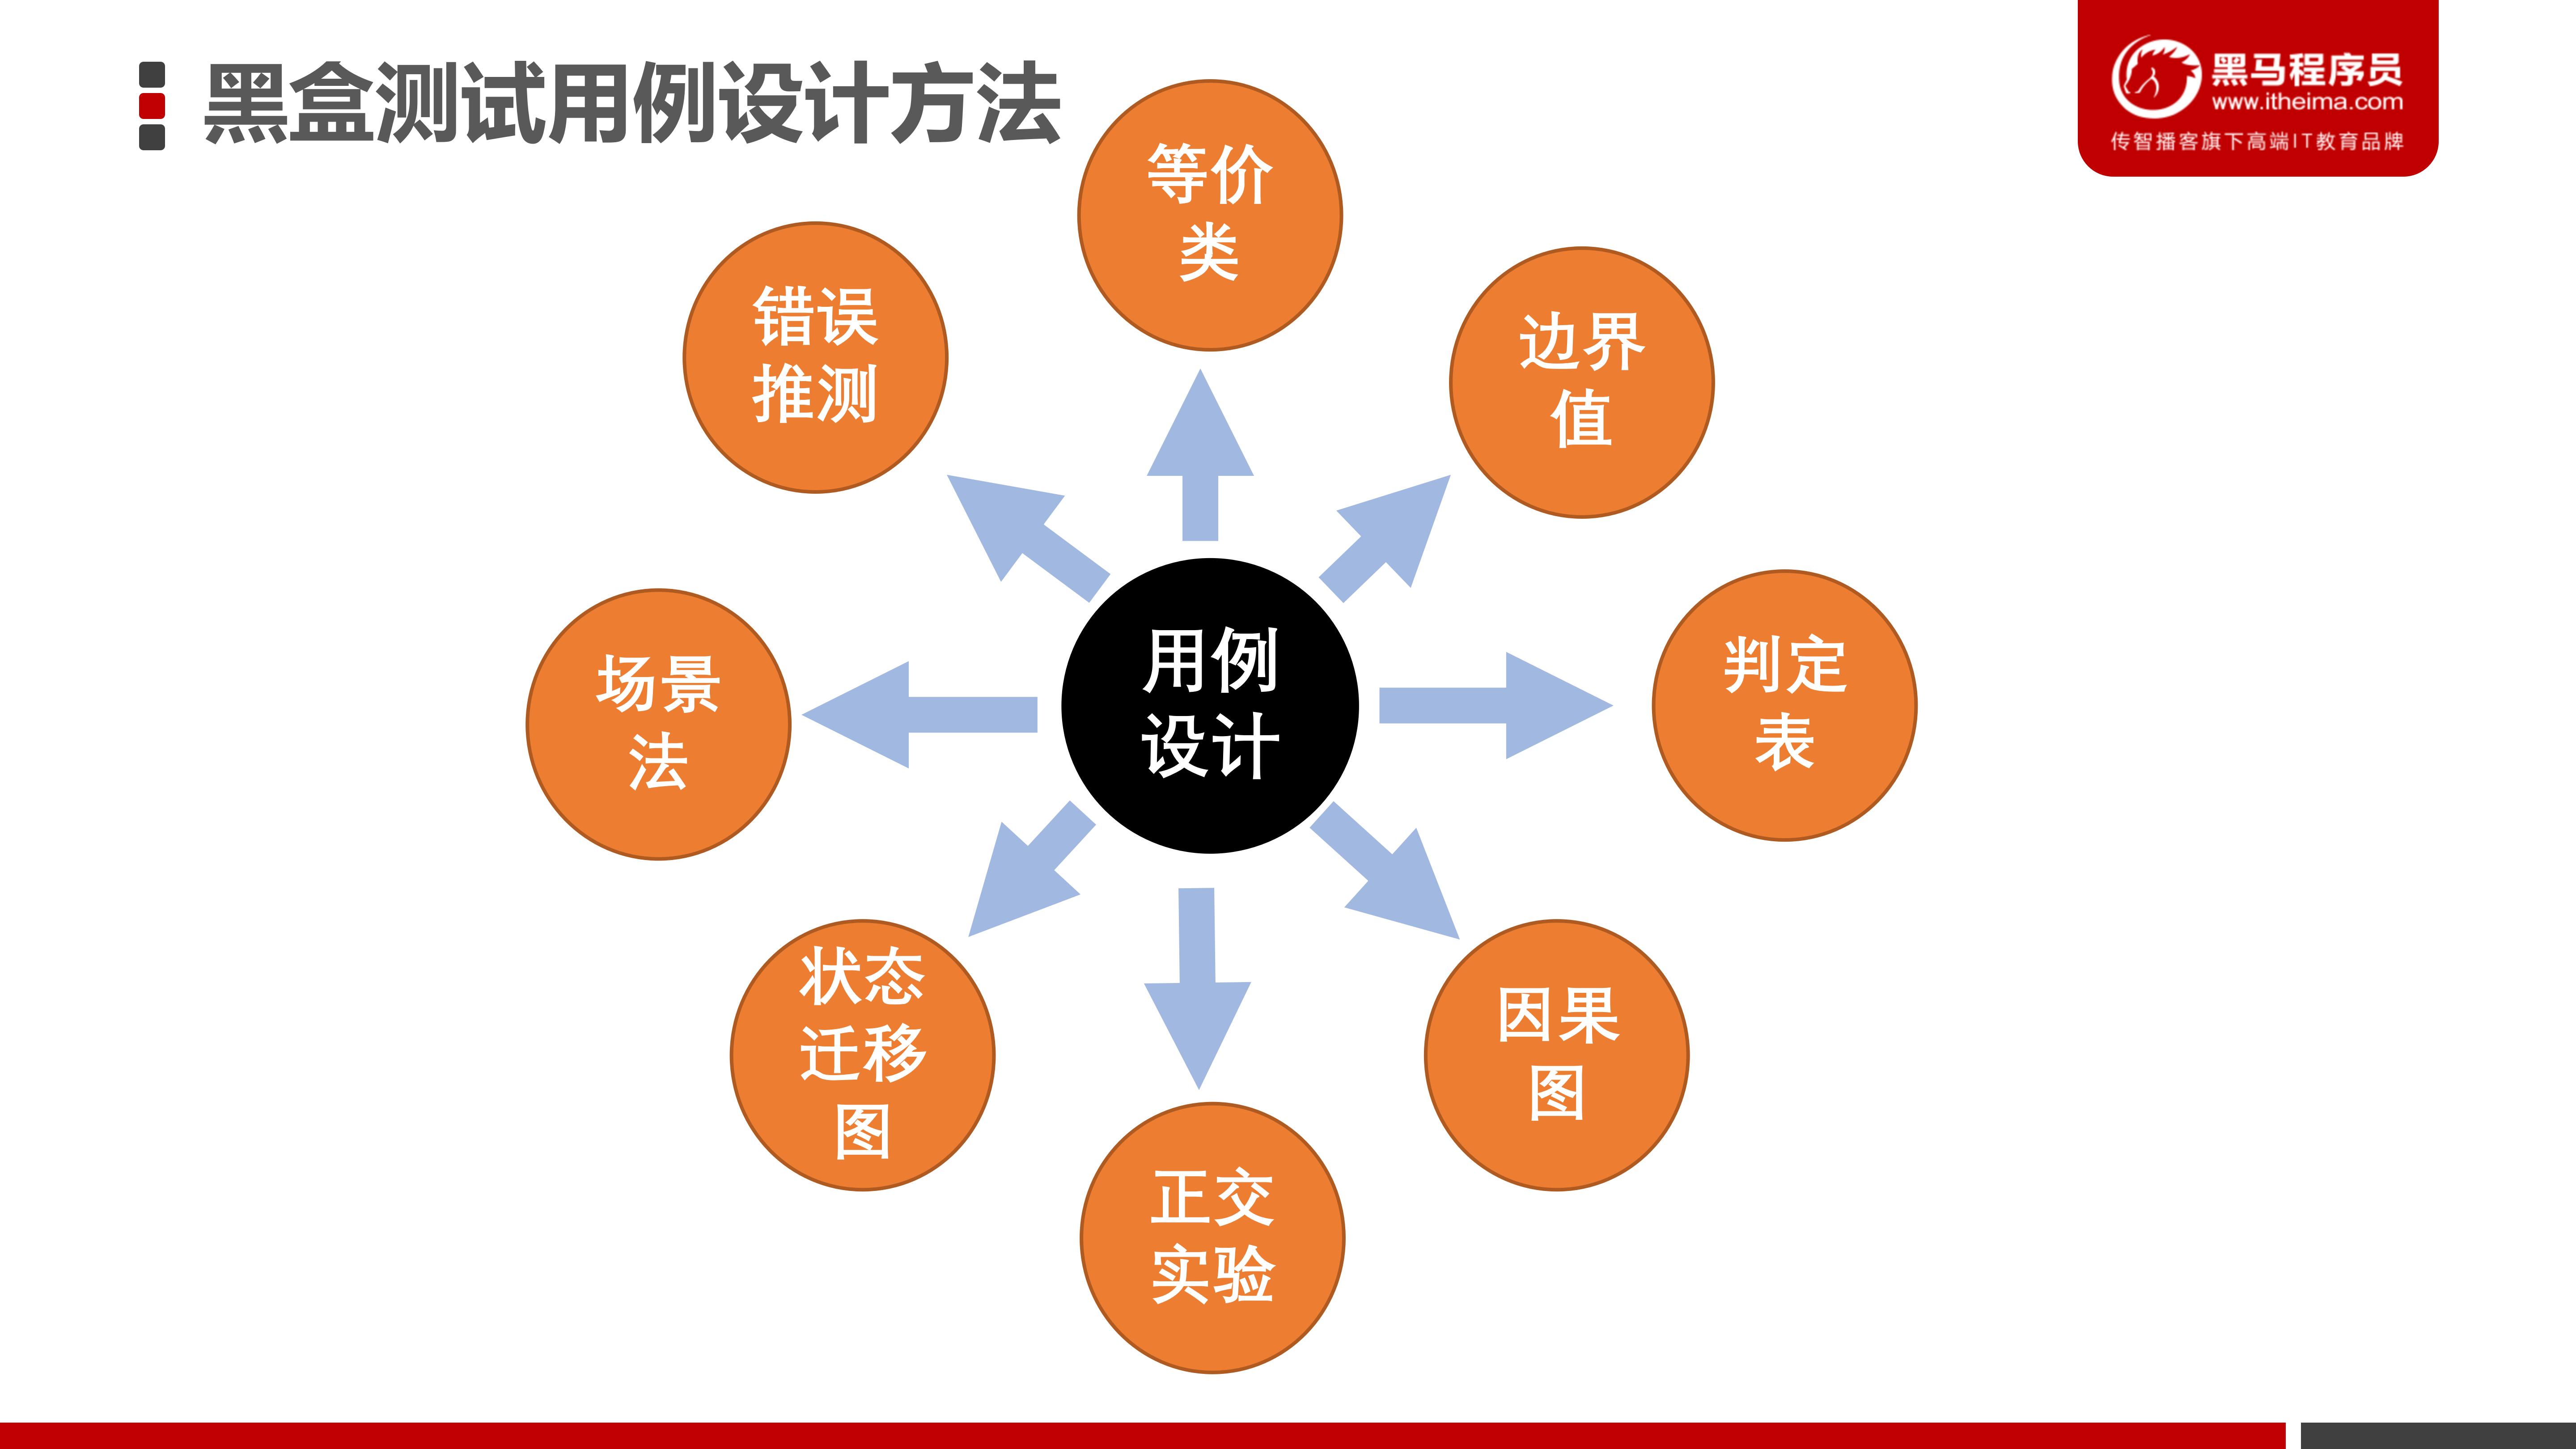 黑盒测试用例设计方法
黑马程序员
www.itheima.com
传智播客旗下高端IT教育品牌
等价
类
错误
推测
边界
值
用例
设计
场景
法
判定
表
状态
迁移
图
因果
图
正交
实验